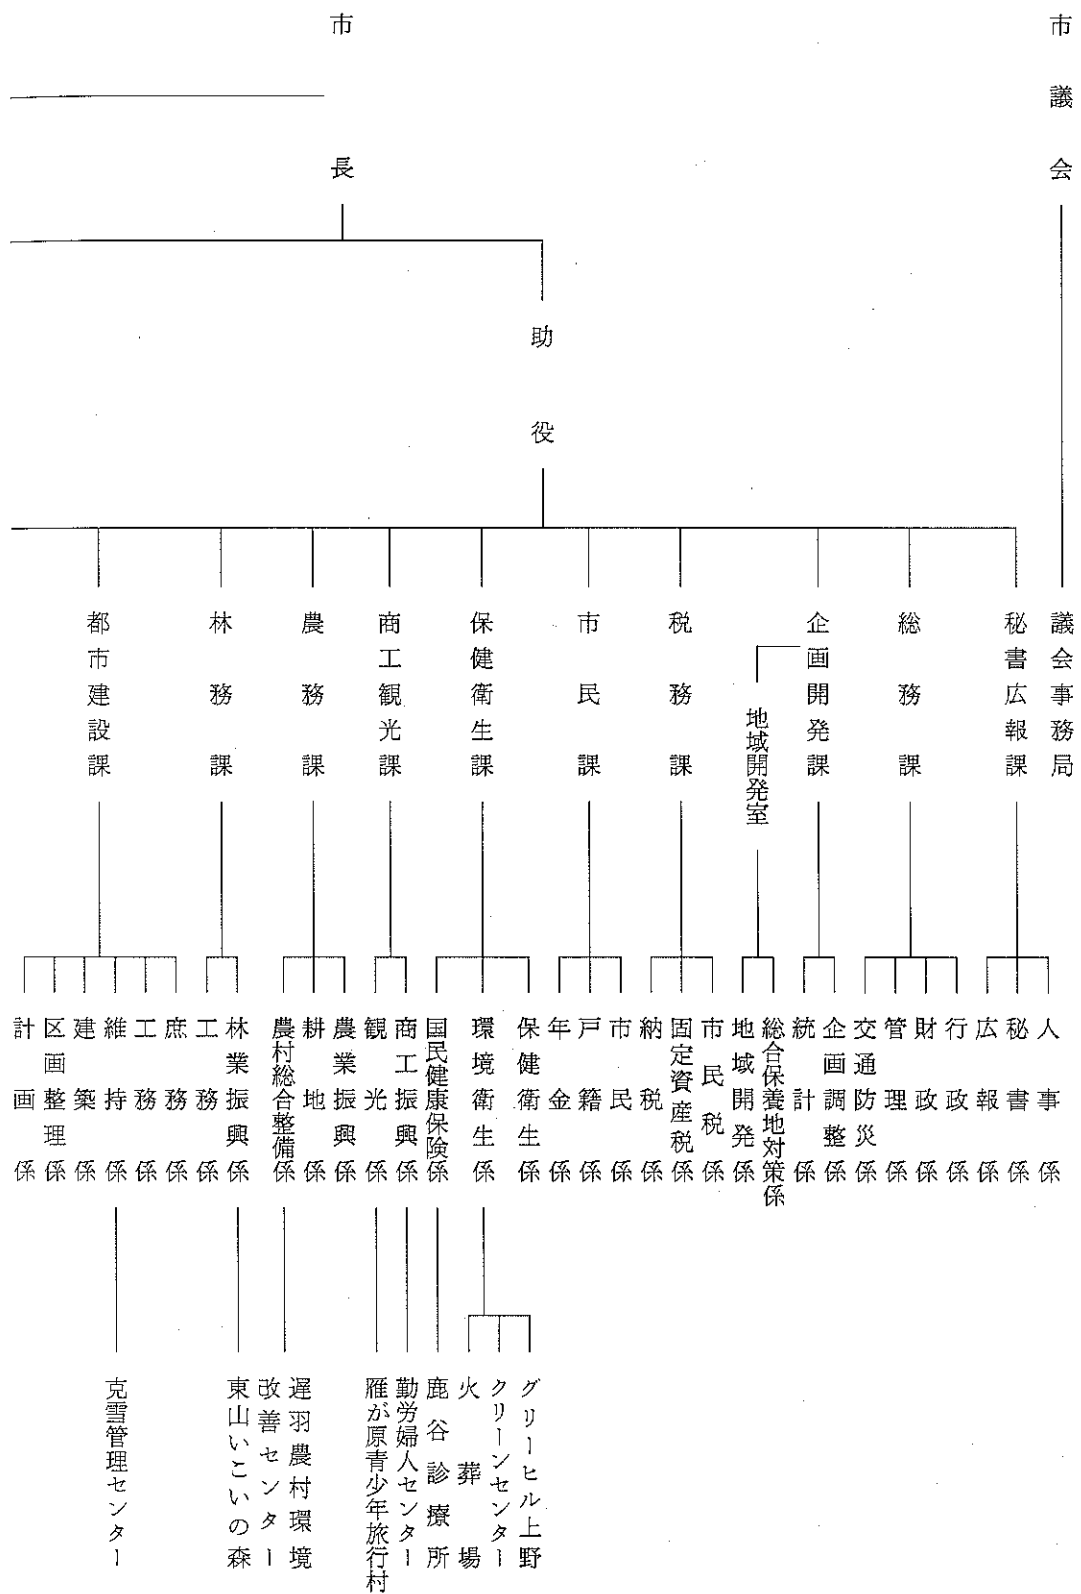 市議会
議会事務局
市長
助役
秘書広報課
人事係
秘書係
広報係
総務課
行政係
財政係
管理係
交通防災係
企画開発課
企画調整係
統計係
地域開発室
総合保養地対策係
地域開発係
税務課
市民税係
固定資産税係
納税係
市民課
市民係
戸籍係
年金係
保健衛生課
保健衛生係
環境衛生係
グリーヒル上野
クリーンセンター
火葬場
国民健康保険係
鹿谷診療所
商工観光課
商工振興係
勤労婦人センター
観光係
雁が原青少年旅行村
農務課
農業振興係
耕地係
農村総合整備係
遅羽農村環境
改善センター
林務課
林業振興係
東山いこいの森
工務係
都市建設課
庶務係
工務係
維持係
克雪管理センター
建築係
区画整理係
計画係